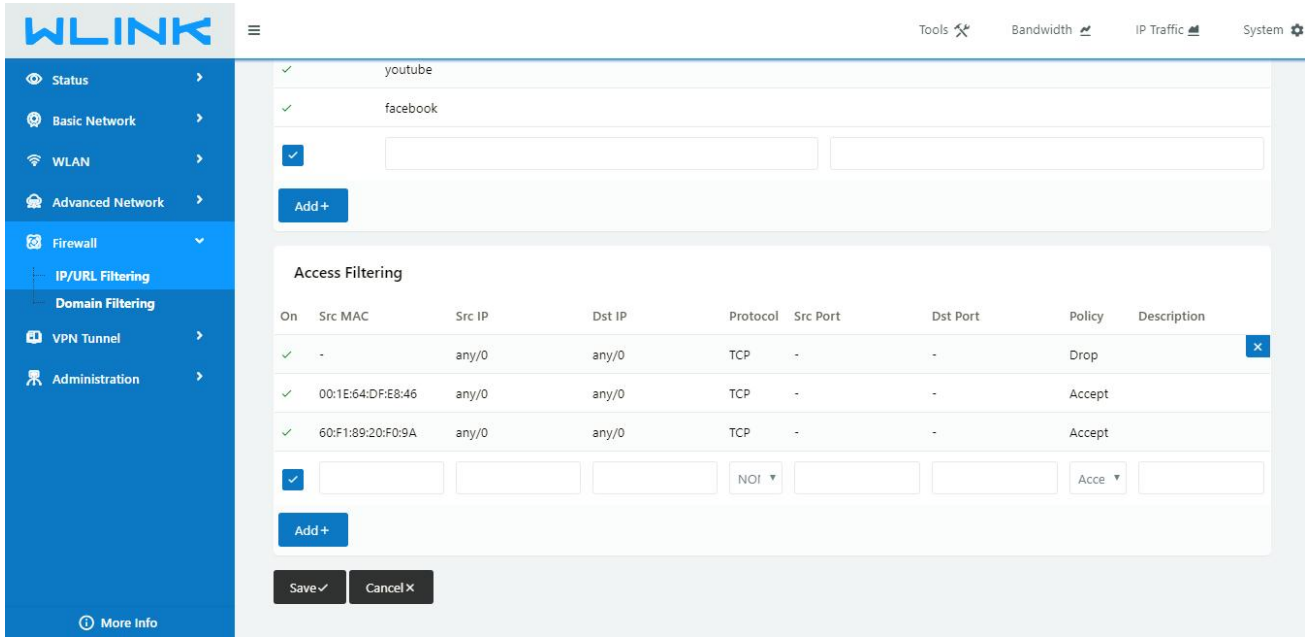 WLINK
Tools
Bandwidth
IP Traffic
System
Status
Basic Network
WLAN
Advanced Network
Firewall
IP/URL Filtering
Domain Filtering
VPN Tunnel
Administration
More Info
youtube
facebook
Add+
Access Filtering
On Src MAC Src IP Dst IP Protocol Src Port Dst Port Policy Description
- any/0 any/0 TCP - - Drop
00:1E:64:DF:E8:46 any/0 any/0 TCP - - Accept
60:F1:89:20:F0:9A any/0 any/0 TCP - - Accept
Acce
Add+
Save
Cancel